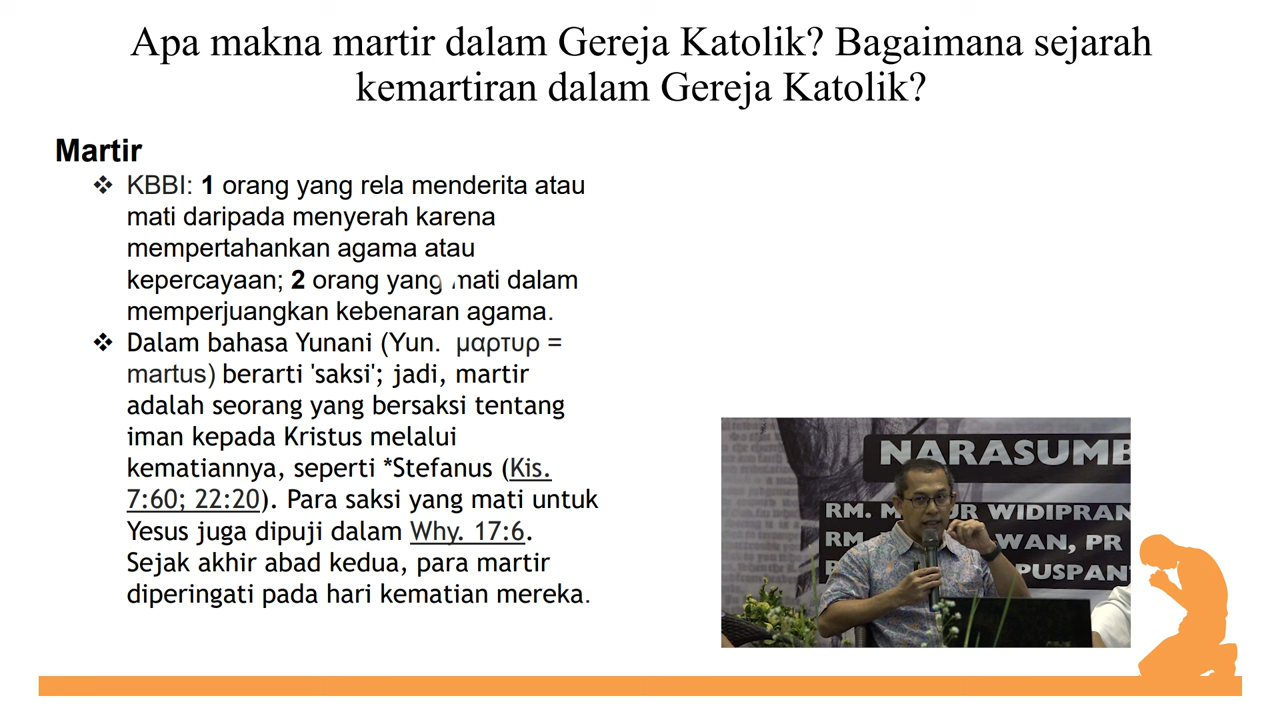 Apa makna martir dalam Gereja Katolik? Bagaimana sejarah
kemartiran dalam Gereja Katolik?
Martir
❖ KBBI: 1 orang yang rela menderita atau
mati daripada menyerah karena
mempertahankan agama atau
kepercayaan; 2 orang yang mati dalam
memperjuangkan kebenaran agama.
❖ Dalam bahasa Yunani (Yun. μαρτυρ =
martus) berarti 'saksi'; jadi, martir
adalah seorang yang bersaksi tentang
iman kepada Kristus melalui
kematiannya, seperti *Stefanus (Kis.
7:60; 22:20). Para saksi yang mati untuk
Yesus juga dipuji dalam Why. 17:6.
Sejak akhir abad kedua, para martir
diperingati pada hari kematian mereka.
NARASUMB
RM. M UR WIDIPRAN
RM. WAN, PR
PUSPAN